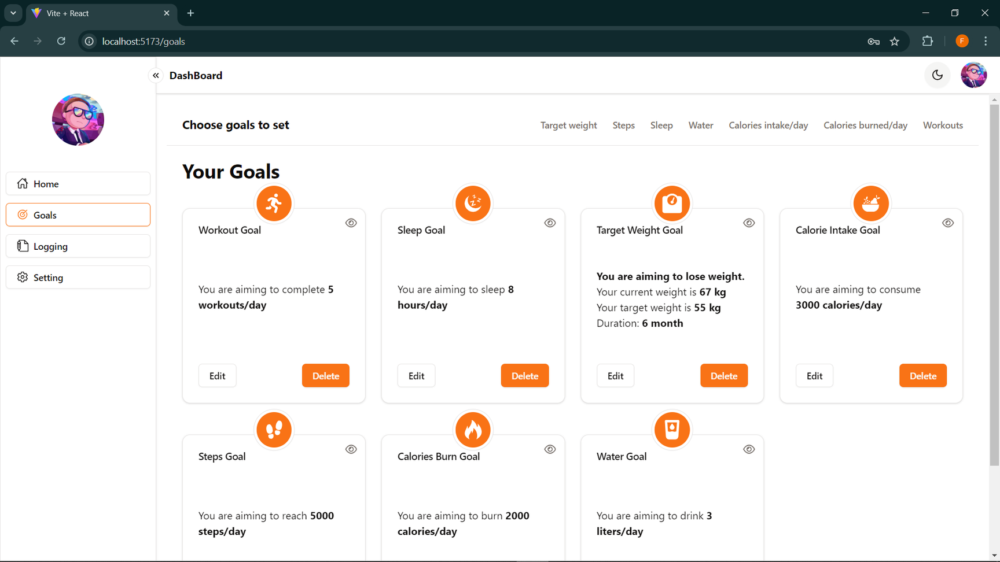 Vite + React
localhost:5173/goals
F
DashBoard
Choose goals to set
Target weight Steps Sleep Water Calories intake/day Calories burned/day Workouts
Home
Goals
Logging
Setting
Your Goals
Workout Goal
You are aiming to complete 5
workouts/day
Edit Delete
Sleep Goal
You are aiming to sleep 8
hours/day
Edit Delete
Target Weight Goal
You are aiming to lose weight.
Your current weight is 67 kg
Your target weight is 55 kg
Duration: 6 month
Edit Delete
Calorie Intake Goal
You are aiming to consume
3000 calories/day
Edit Delete
Steps Goal
You are aiming to reach 5000
steps/day
Calories Burn Goal
You are aiming to burn 2000
calories/day
Water Goal
You are aiming to drink 3
liters/day